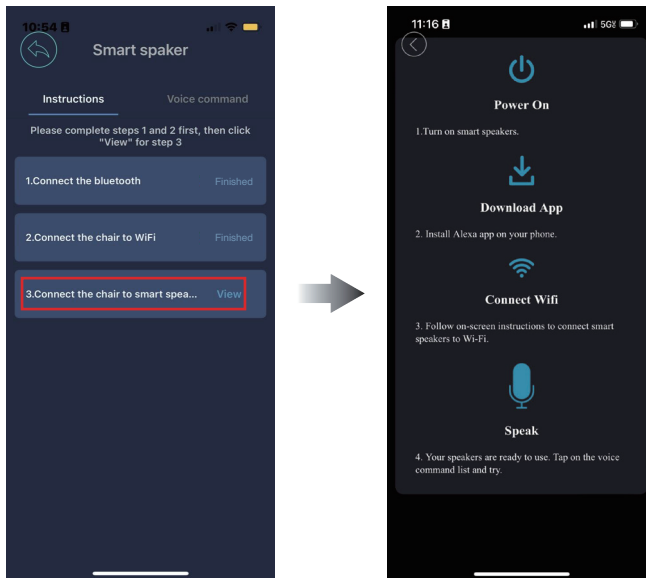 10:54
Smart spaker
Instructions
Voice command
Please complete steps 1 and 2 first, then click
"View" for step 3
1.Connect the bluetooth
Finished
2.Connect the chair to WiFi
Finished
3.Connect the chair to smart spea...
View
11:16
5G
Power On
1.Turn on smart speakers.
Download App
2. Install Alexa app on your phone.
Connect Wifi
3. Follow on-screen instructions to connect smart
speakers to Wi-Fi.
Speak
4. Your speakers are ready to use. Tap on the voice
command list and try.